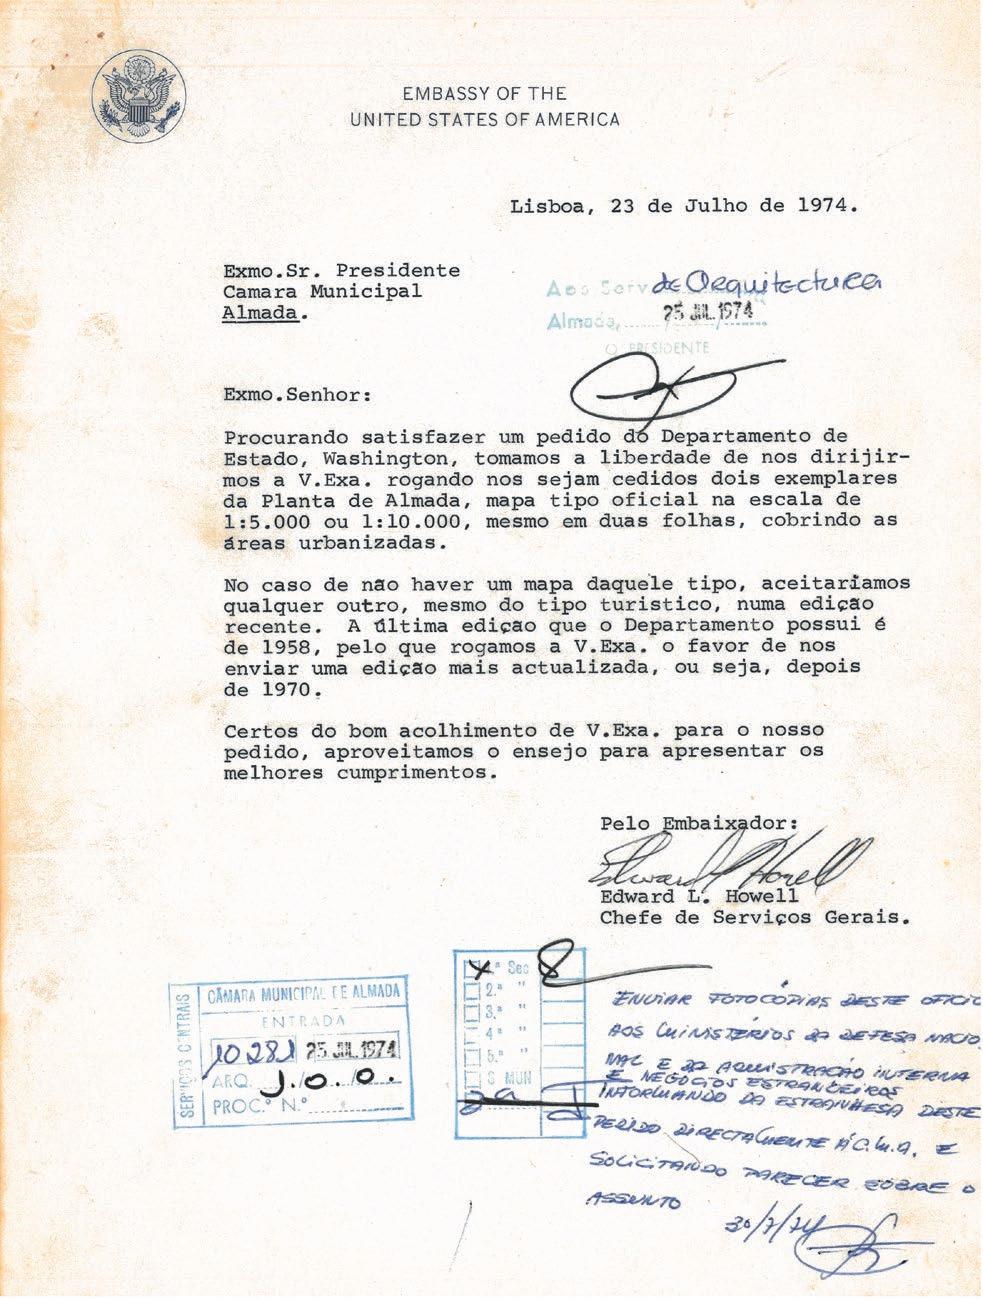 EMBASSY OF THE
UNITED STATES OF AMERICA
Lisboa, 23 de Julho de 1974.
Exmo.Sr. Presidente
Camara Municipal
Almada.
Aos Serv de Arquitectura
Almada, 25 JUL.1974
O PRESIDENTE
Exmo.Senhor:
Procurando satisfazer um pedido do Departamento de
Estado, Washington, tomamos a liberdade de nos dirijir-
mos a V.Exa. rogando nos sejam cedidos dois exemplares
da Planta de Almada, mapa tipo oficial na escala de
1:5.000 ou 1:10.000, mesmo em duas folhas, cobrindo as
áreas urbanizadas.
No caso de não haver um mapa daquele tipo, aceitariamos
qualquer outro, mesmo do tipo turistico, numa edição
recente. A última edição que o Departamento possui é
de 1958, pelo que rogamos a V.Exa. o favor de nos
enviar uma edição mais actualizada, ou seja, depois
de 1970.
Certos do bom acolhimento de V.Exa. para o nosso
pedido, aproveitamos o ensejo para apresentar os
melhores cumprimentos.
Pelo Embaixador:
Edward L. Howell
Edward L. Howell
Chefe de Serviços Gerais.
SERVIÇOS CENTRAIS
CÂMARA MUNICIPAL DE ALMADA
ENTRADA
10281 25 JUL.1974
ARQ. J.O./O.
PROC.º N.º
X 1.ª Sec 8
2.ª "
3.ª "
4.ª "
5.ª "
S MUN
ENVIAR FOTOCÓPIAS DESTE OFICIO
AOS MINISTÉRIOS DA DEFESA NACIO
NAL E DA ADMISTRAÇÃO INTERNA
E NEGOCIOS ESTRANGEIROS
INFORMANDO DA ESTRANHESA DESTE
PEDIDO DIRECTAMENTE À C.M.A. E
SOLICITANDO PARECER SOBRE O
ASSUNTO
30/7/74